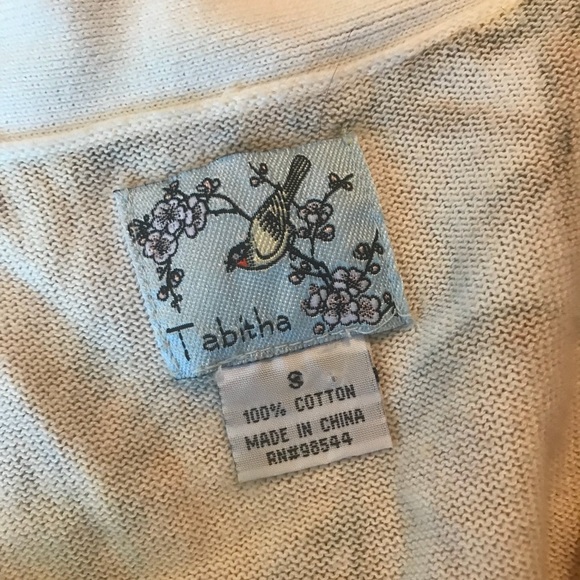 Tabitha
S
100% COTTON
MADE IN CHINA
RN#98544